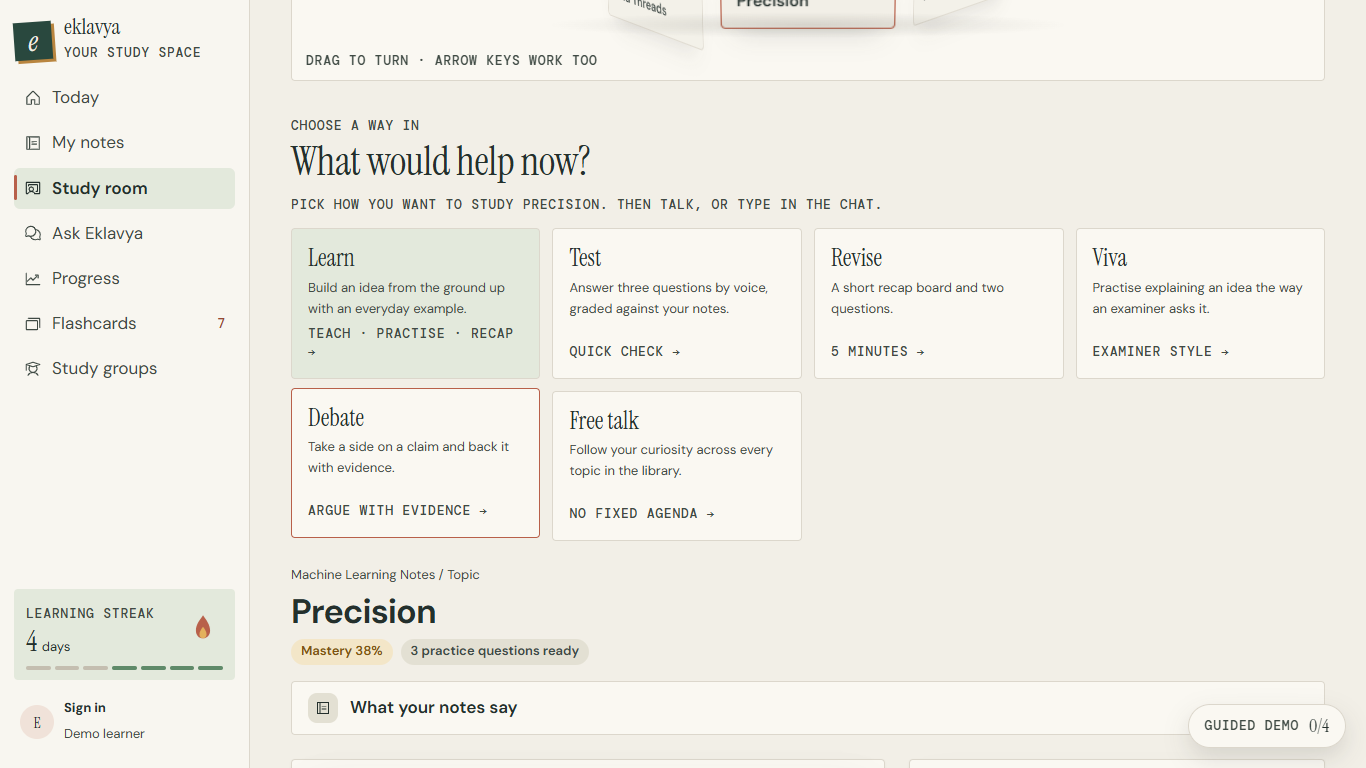 e
eklavya
YOUR STUDY SPACE
Today
My notes
Study room
Ask Eklavya
Progress
Flashcards 7
Study groups
LEARNING STREAK
4 days
E
Sign in
Demo learner
Threads
Precision
DRAG TO TURN · ARROW KEYS WORK TOO
CHOOSE A WAY IN
What would help now?
PICK HOW YOU WANT TO STUDY PRECISION. THEN TALK, OR TYPE IN THE CHAT.
Learn
Build an idea from the ground up
with an everyday example.
TEACH · PRACTISE · RECAP
→
Test
Answer three questions by voice,
graded against your notes.
QUICK CHECK →
Revise
A short recap board and two
questions.
5 MINUTES →
Viva
Practise explaining an idea the way
an examiner asks it.
EXAMINER STYLE →
Debate
Take a side on a claim and back it
with evidence.
ARGUE WITH EVIDENCE →
Free talk
Follow your curiosity across every
topic in the library.
NO FIXED AGENDA →
Machine Learning Notes / Topic
Precision
Mastery 38%
3 practice questions ready
What your notes say
GUIDED DEMO 0/4